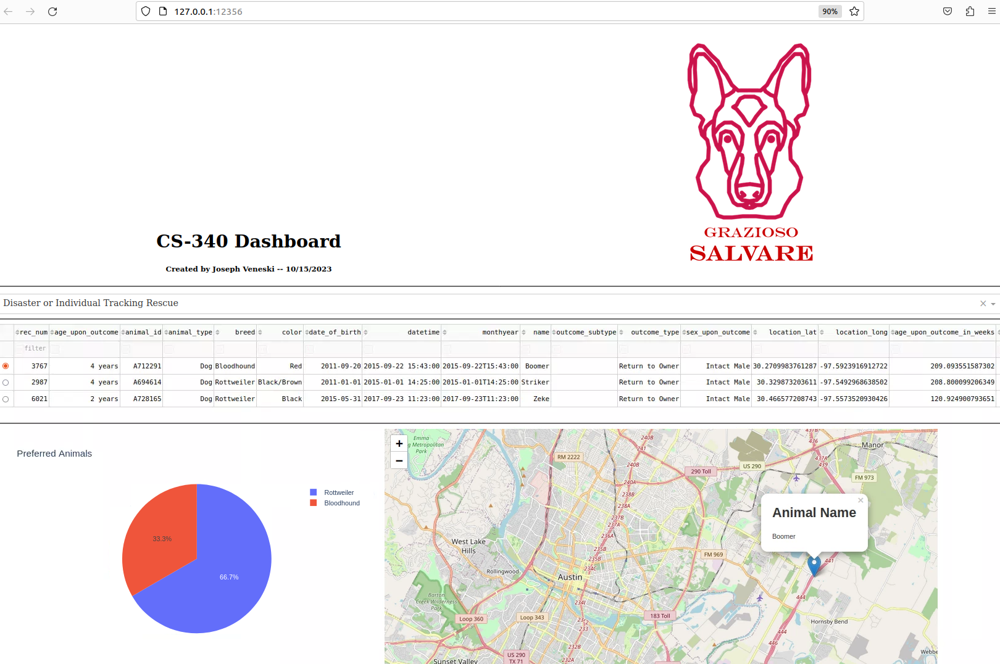 127.0.0.1:12356
90%
GRAZIOSO
SALVARE
CS-340 Dashboard
Created by Joseph Veneski -- 10/15/2023
Disaster or Individual Tracking Rescue
rec_num age_upon_outcome animal_id animal_type breed color date_of_birth datetime monthyear name outcome_subtype outcome_type sex_upon_outcome location_lat location_long age_upon_outcome_in_weeks
filter
3767 4 years A712291 Dog Bloodhound Red 2011-09-20 2015-09-22 15:43:00 2015-09-22T15:43:00 Boomer Return to Owner Intact Male 30.2709983761287 -97.5923916912722 209.093551587302
2987 4 years A694614 Dog Rottweiler Black/Brown 2011-01-01 2015-01-01 14:25:00 2015-01-01T14:25:00 Striker Return to Owner Intact Male 30.329873203611 -97.5492968638502 208.800099206349
6021 2 years A728165 Dog Rottweiler Black 2015-05-31 2017-09-23 11:23:00 2017-09-23T11:23:00 Zeke Return to Owner Intact Male 30.466577208743 -97.5573520930426 120.924900793651
Preferred Animals
Rottweiler
Bloodhound
33.3%
66.7%
+
−
Emma
g Metropolitan
Park
240B
241
437B
436
Manor
RM 2222
437A
439
240B
US 290
290 Toll
FM 973
240A
238B
238A
237B
237A
236A
Animal Name
Boomer
West Lake
Hills
235B
235B
FM 969
234C
441
Rollingwood
Austin
Barton
Creek Wilderness
Park
444
Loop 360
Loop 343
183 Toll
233
Hornsby Bend
444
446
232B
US 290
TX 71
232A
Sunset Valley
Webbe